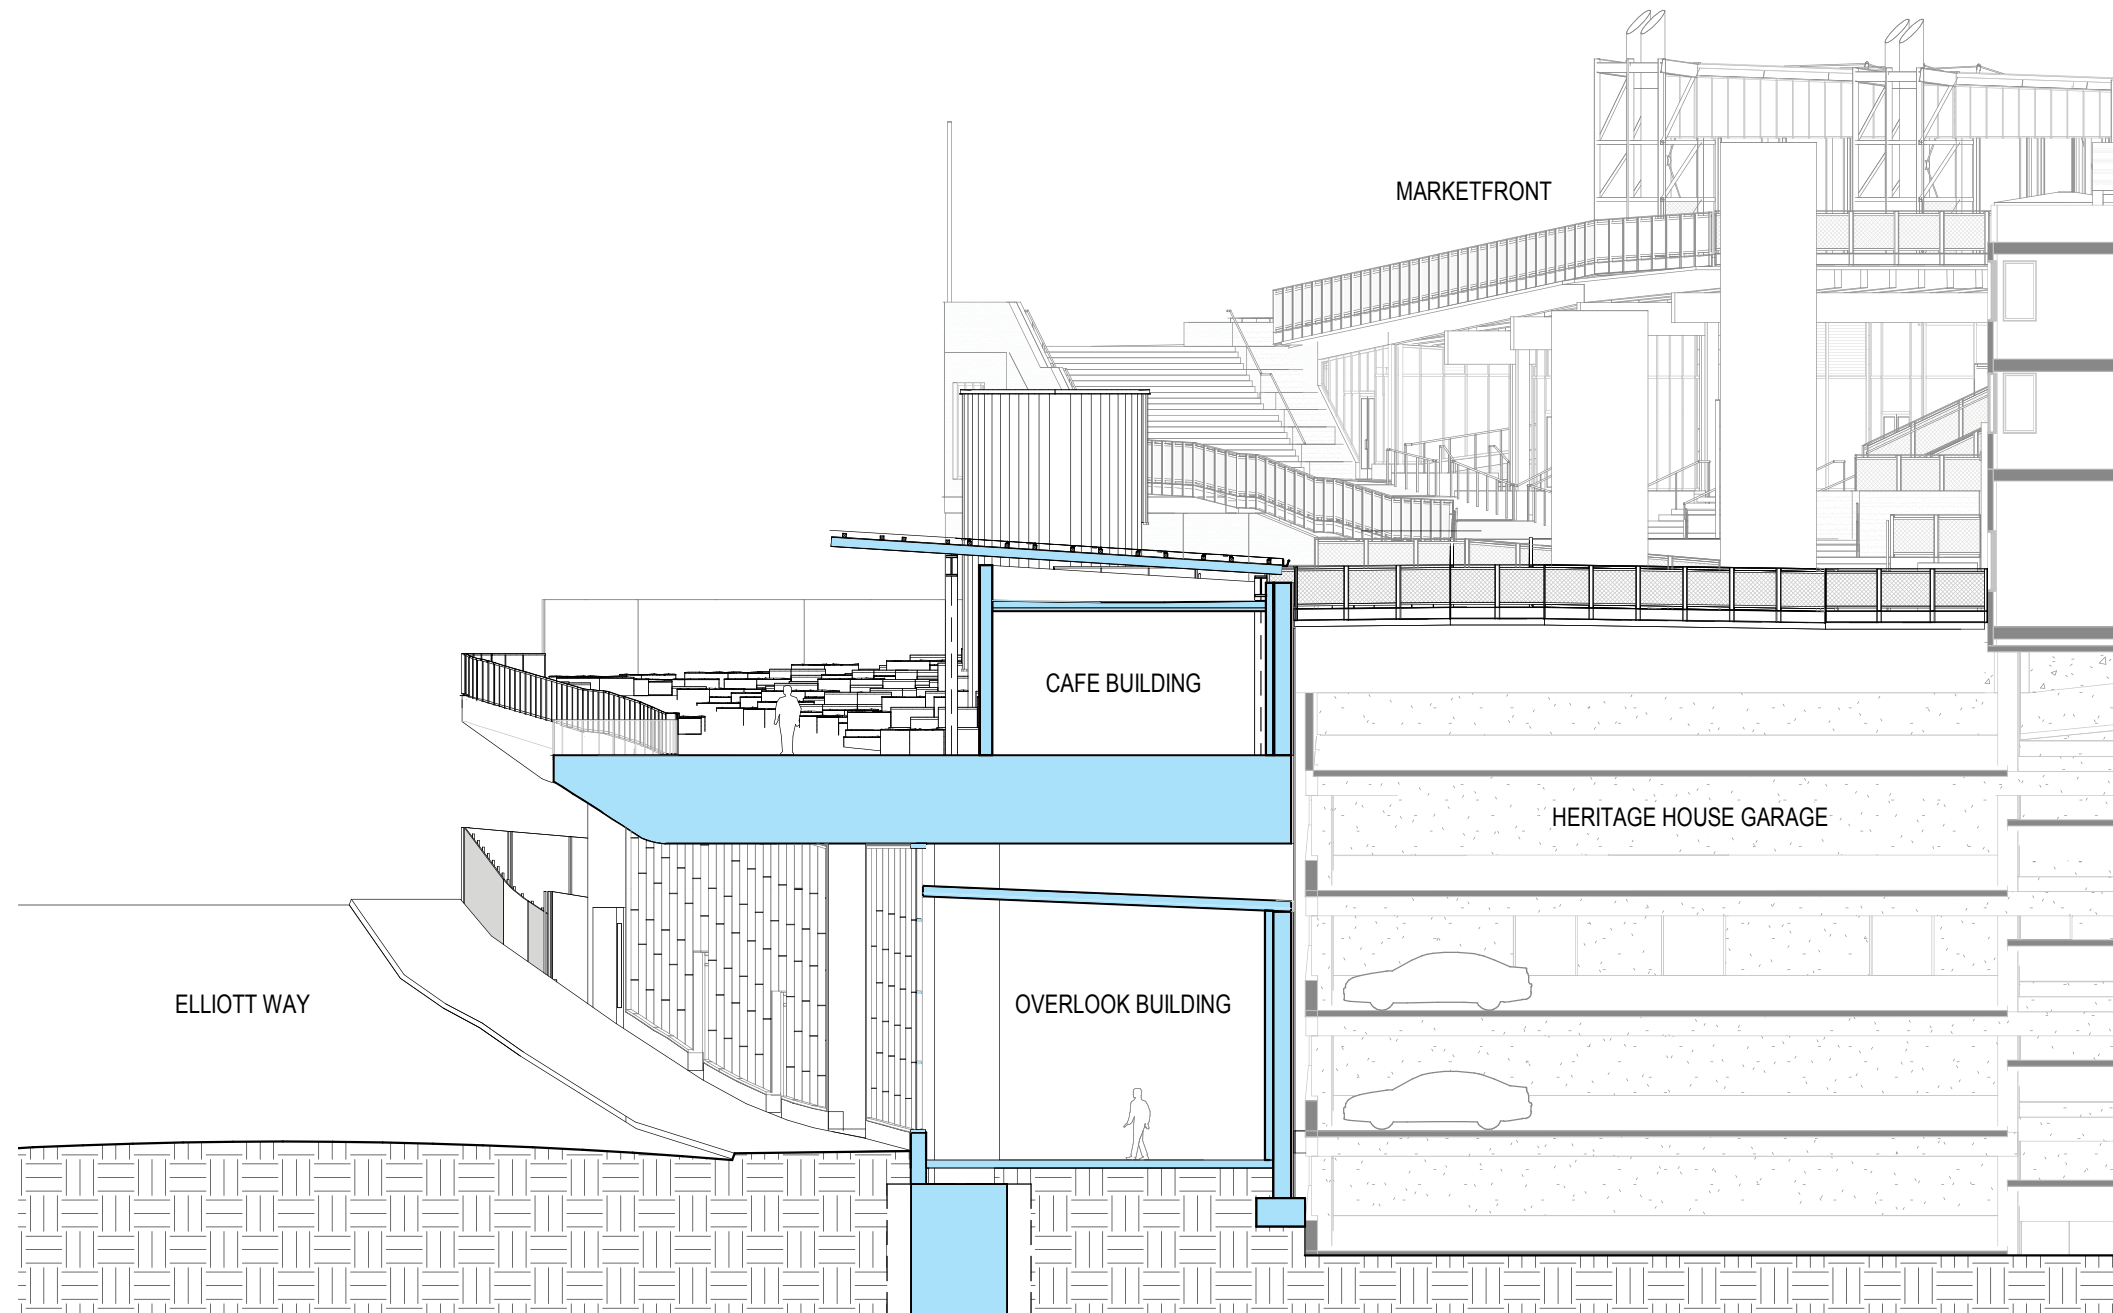 MARKETFRONT
CAFE BUILDING
HERITAGE HOUSE GARAGE
ELLIOTT WAY
OVERLOOK BUILDING